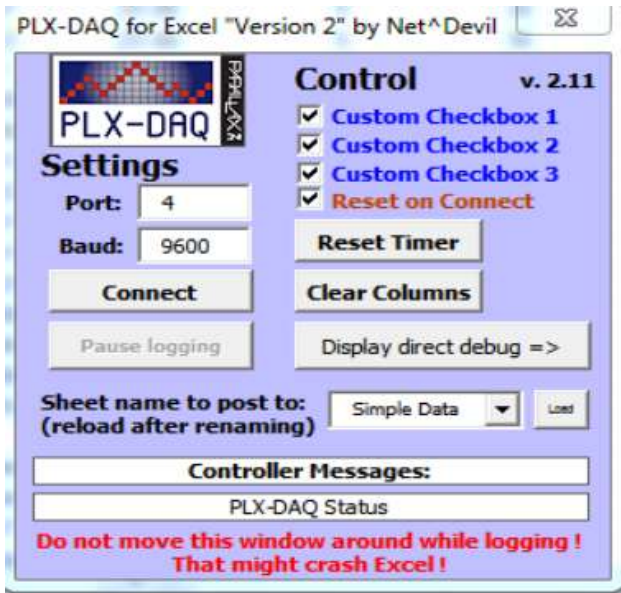 PLX-DAQ for Excel "Version 2" by Net^Devil
PLX-DAQ
PARALLAX
Control v. 2.11
Custom Checkbox 1
Custom Checkbox 2
Custom Checkbox 3
Reset on Connect
Settings
Port: 4
Baud: 9600
Reset Timer
Connect
Clear Columns
Pause logging
Display direct debug =>
Sheet name to post to:
(reload after renaming)
Simple Data
Load
Controller Messages:
PLX-DAQ Status
Do not move this window around while logging !
That might crash Excel !